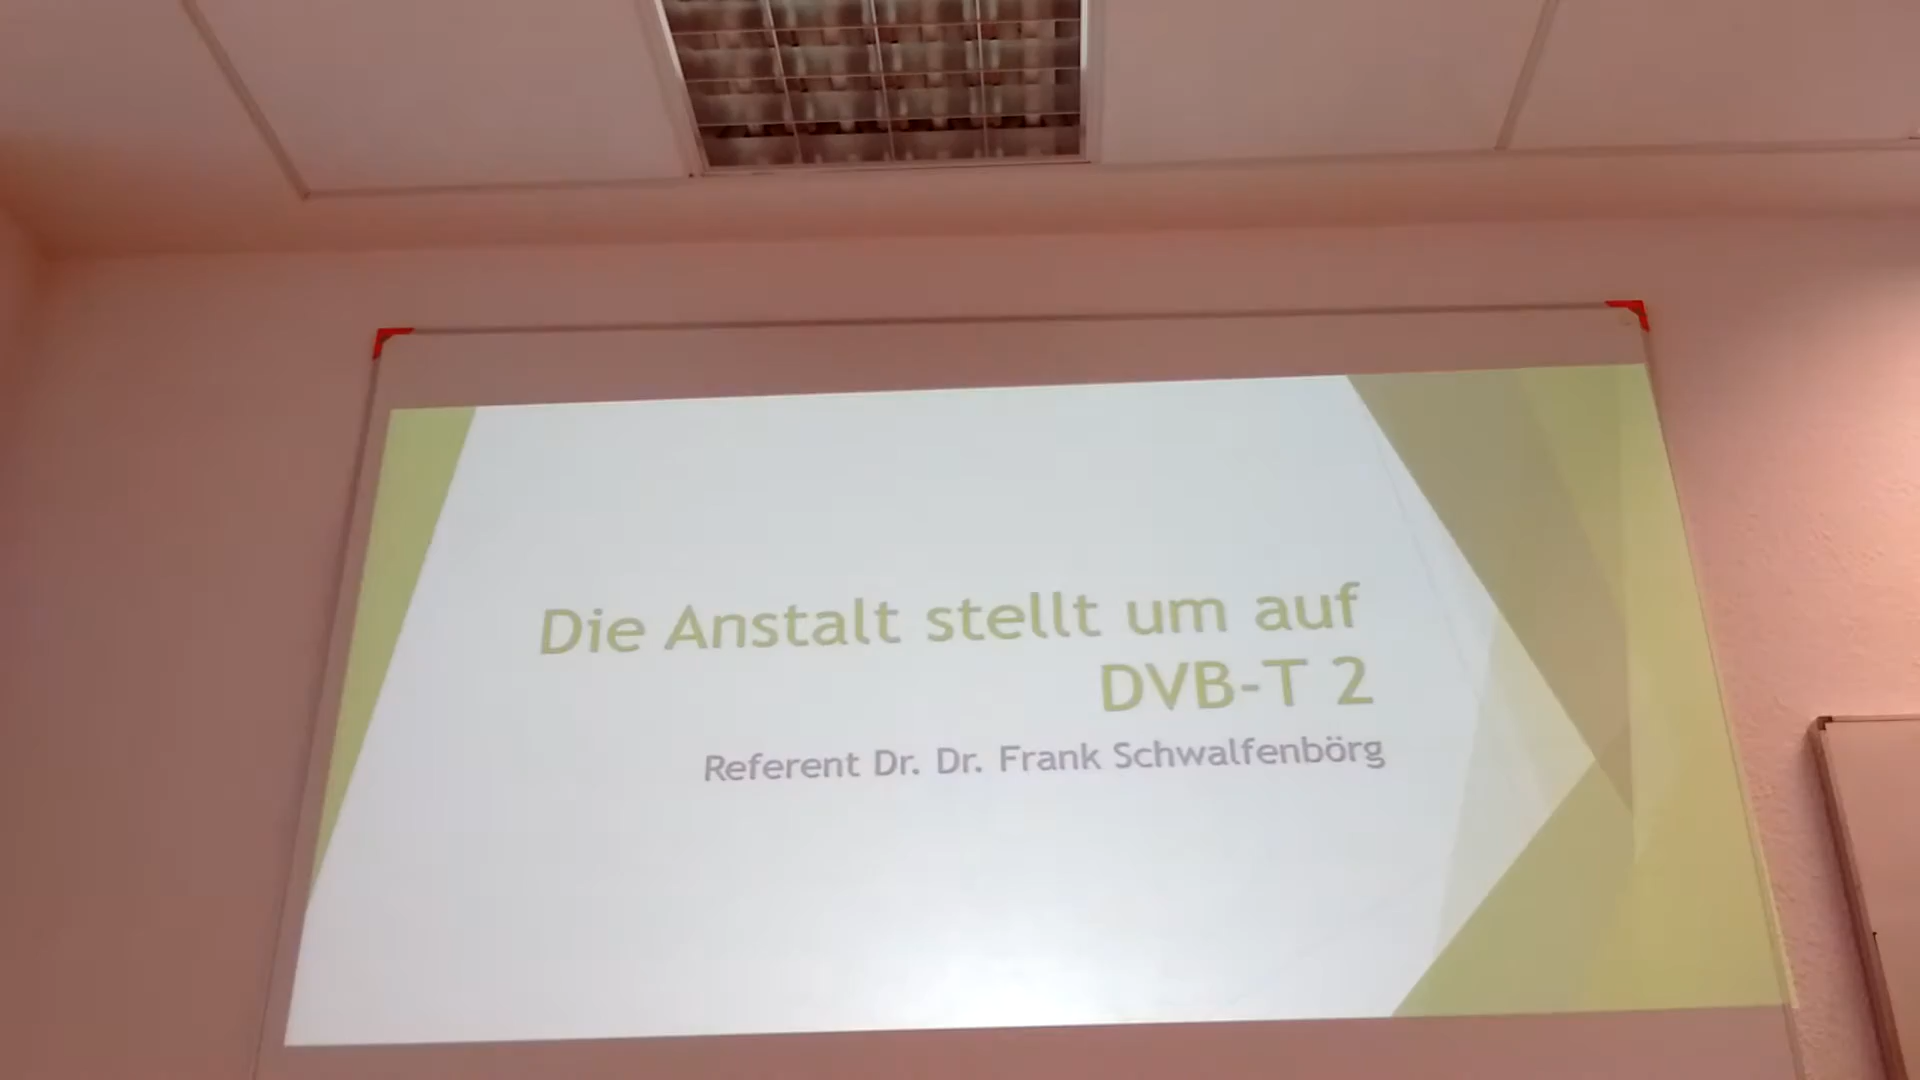 Die Anstalt stellt um auf
DVB-T 2
Referent Dr. Dr. Frank Schwalfenbörg